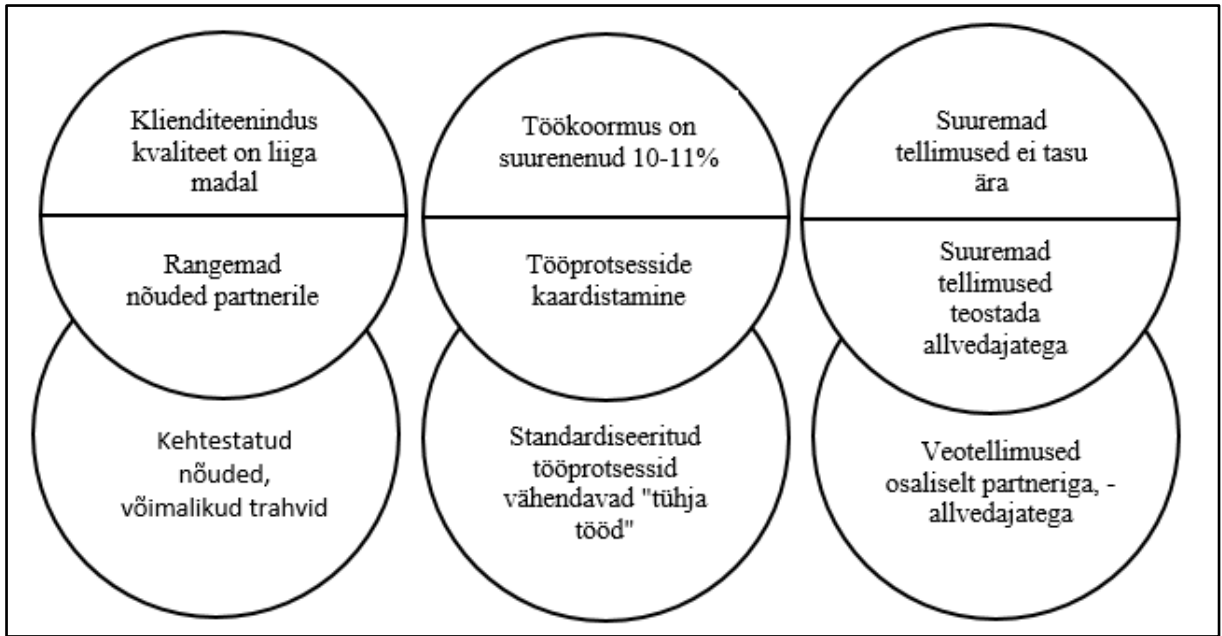 Klienditeenindus
kvaliteet on liiga
madal
Rangemad
nõuded partnerile
Kehtestatud
nõuded,
võimalikud trahvid
Töökoormus on
suurenenud 10-11%
Tööprotsesside
kaardistamine
Standardiseeritud
tööprotsessid
vähendavad "tühja
tööd"
Suuremad
tellimused ei tasu
ära
Suuremad
tellimused
teostada
allvedajatega
Veotellimused
osaliselt partneriga, -
allvedajatega